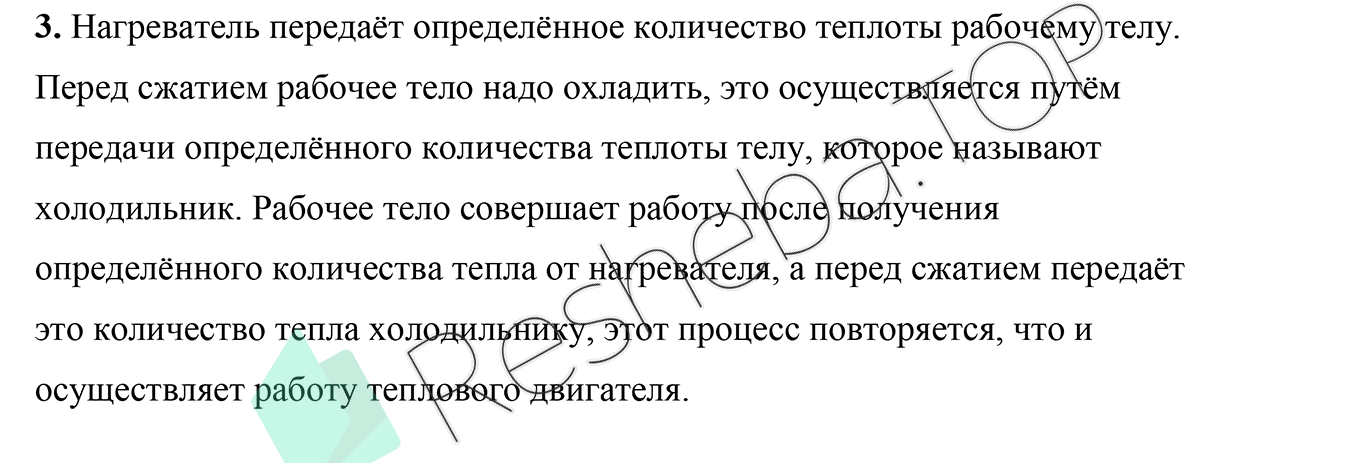 3. Нагреватель передаёт определённое количество теплоты рабочему телу.
Перед сжатием рабочее тело надо охладить, это осуществляется путём
передачи определённого количества теплоты телу, которое называют
холодильник. Рабочее тело совершает работу после получения
определённого количества тепла от нагревателя, а перед сжатием передаёт
это количество тепла холодильнику, этот процесс повторяется, что и
осуществляет работу теплового двигателя.
Resheba.TOP